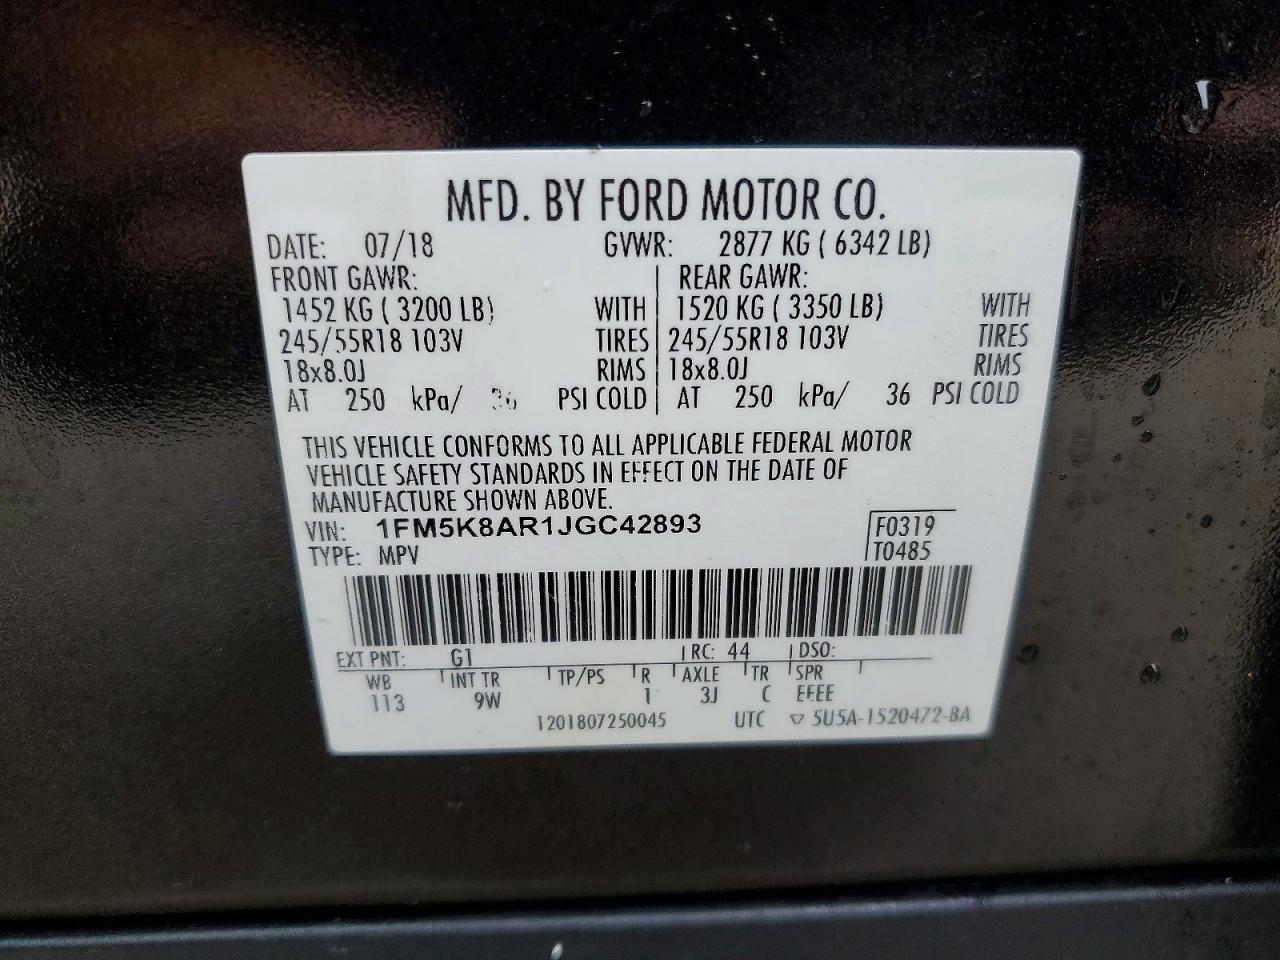 MFD. BY FORD MOTOR CO.
DATE: 07/18 GVWR: 2877 KG ( 6342 LB)
FRONT GAWR: REAR GAWR:
1452 KG ( 3200 LB) WITH 1520 KG ( 3350 LB) WITH
245/55R18 103V TIRES 245/55R18 103V TIRES
18x8.0J RIMS 18x8.0J RIMS
AT 250 kPa/ 36 PSI COLD AT 250 kPa/ 36 PSI COLD
THIS VEHICLE CONFORMS TO ALL APPLICABLE FEDERAL MOTOR
VEHICLE SAFETY STANDARDS IN EFFECT ON THE DATE OF
MANUFACTURE SHOWN ABOVE.
VIN: 1FM5K8AR1JGC42893 F0319
TYPE: MPV T0485
EXT PNT: G1 RC: 44 DSO:
WB INT TR TP/PS R AXLE TR SPR
113 9W 1 3J C EEEE
1201807250045 UTC ▽ 5U5A-1520472-BA